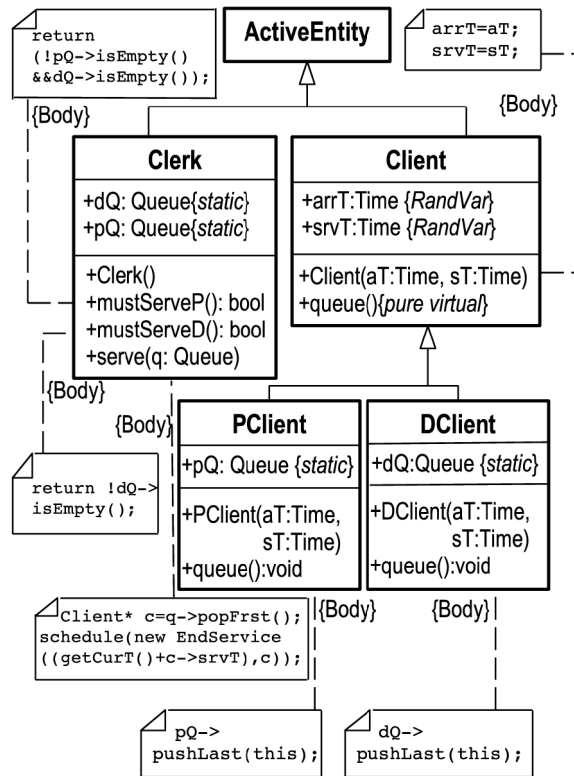 return
(!pQ->isEmpty()
&&dQ->isEmpty());
ActiveEntity
arrT=aT;
srvT=sT;
{Body}
{Body}
Clerk
+dQ: Queue{static}
+pQ: Queue{static}
+Clerk()
+mustServeP(): bool
+mustServeD(): bool
+serve(q: Queue)
Client
+arrT:Time {RandVar}
+srvT:Time {RandVar}
+Client(aT:Time, sT:Time)
+queue(){pure virtual}
{Body}
{Body}
return !dQ->
isEmpty();
PClient
+pQ: Queue {static}
+PClient(aT:Time,
sT:Time)
+queue():void
DClient
+dQ:Queue {static}
+DClient(aT:Time,
sT:Time)
+queue():void
Client* c=q->popFrst();
schedule(new EndService
((getCurT()+c->srvT),c));
{Body}
{Body}
pQ->
pushLast(this);
dQ->
pushLast(this);